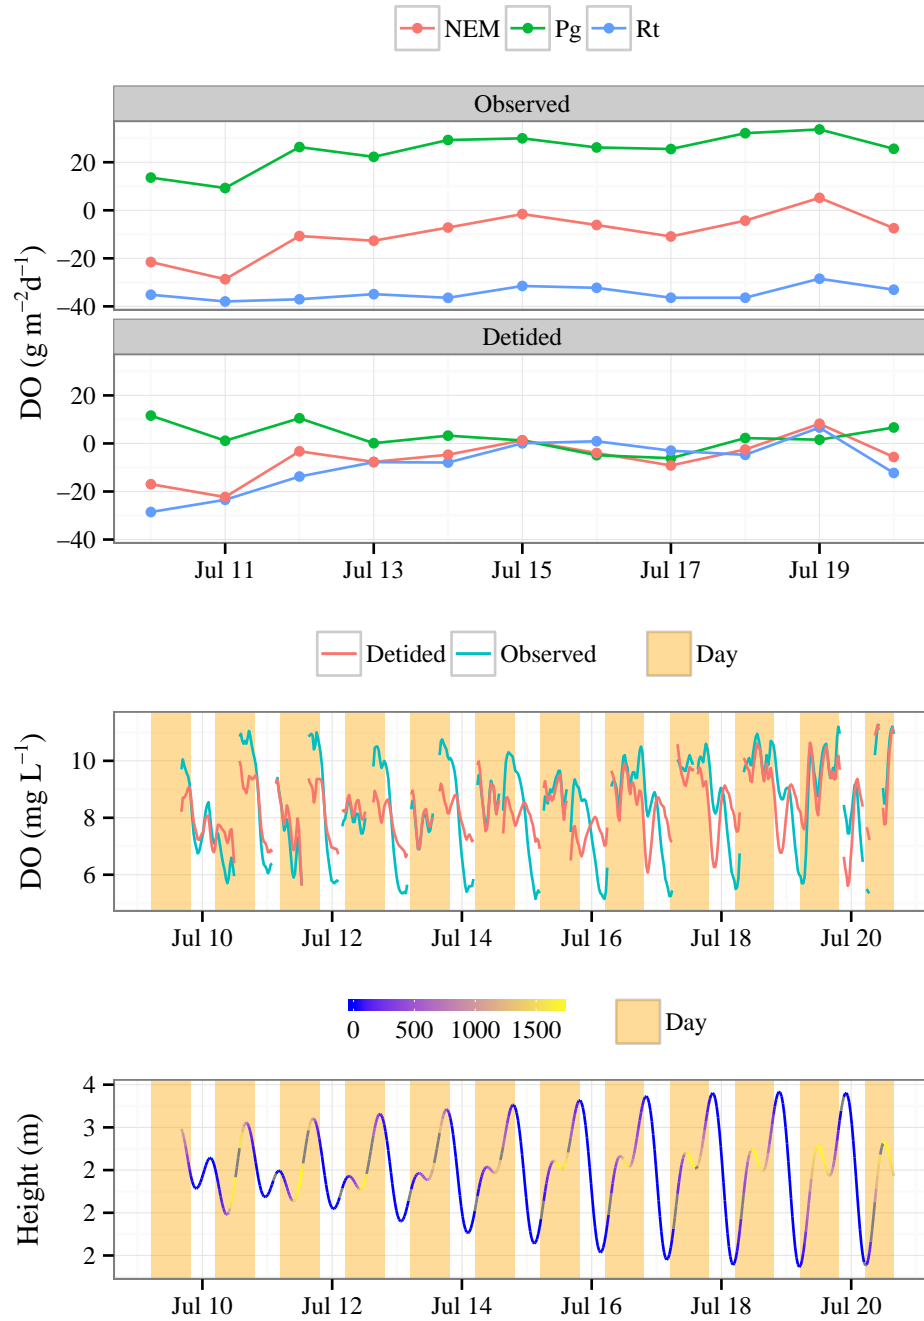 NEM Pg Rt
Observed
20
0
−20
−40
Detided
20
0
−20
−40
DO (g m⁻²d⁻¹)
Jul 11 Jul 13 Jul 15 Jul 17 Jul 19
Detided Observed Day
10
8
6
DO (mg L⁻¹)
Jul 10 Jul 12 Jul 14 Jul 16 Jul 18 Jul 20
0 500 1000 1500 Day
4
3
2
2
2
Height (m)
Jul 10 Jul 12 Jul 14 Jul 16 Jul 18 Jul 20